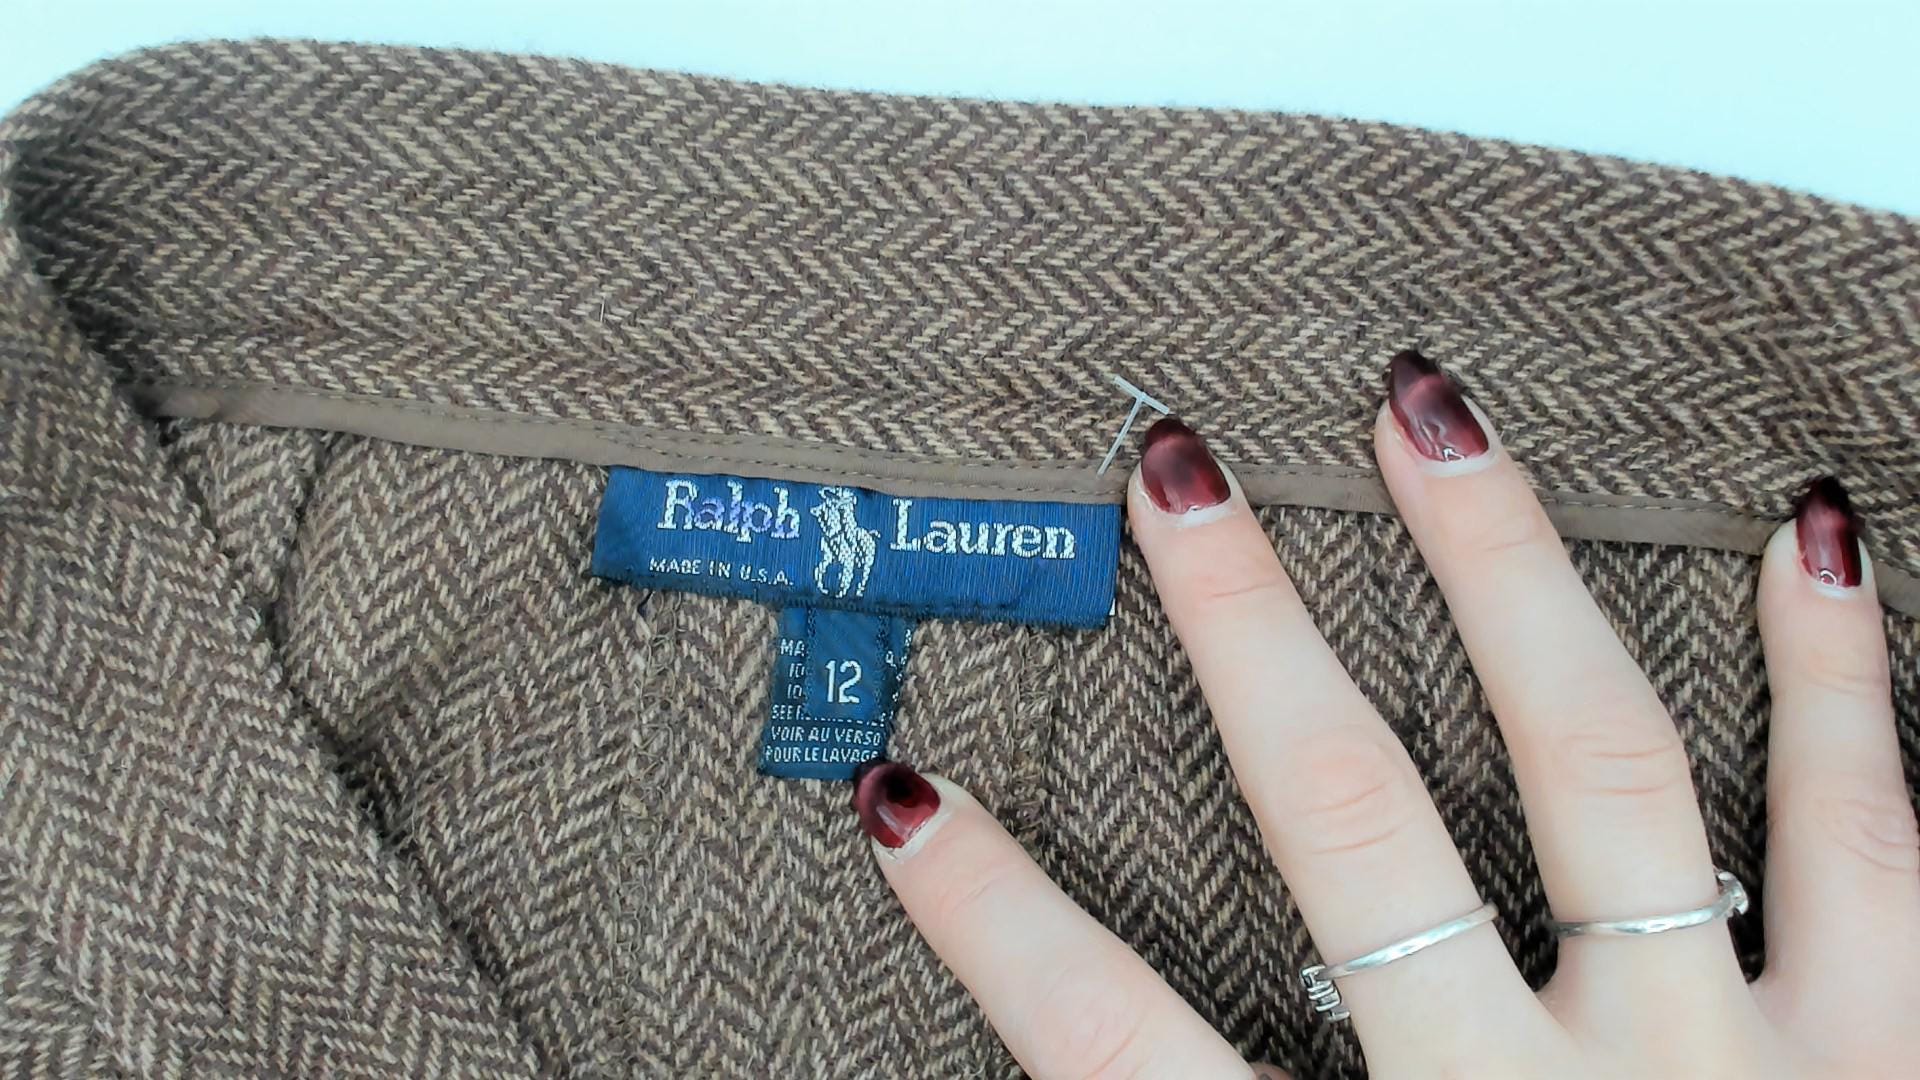 Ralph Lauren
MADE IN U.S.A.
12
VOIR AU VERSO
POUR LE LAVAGE